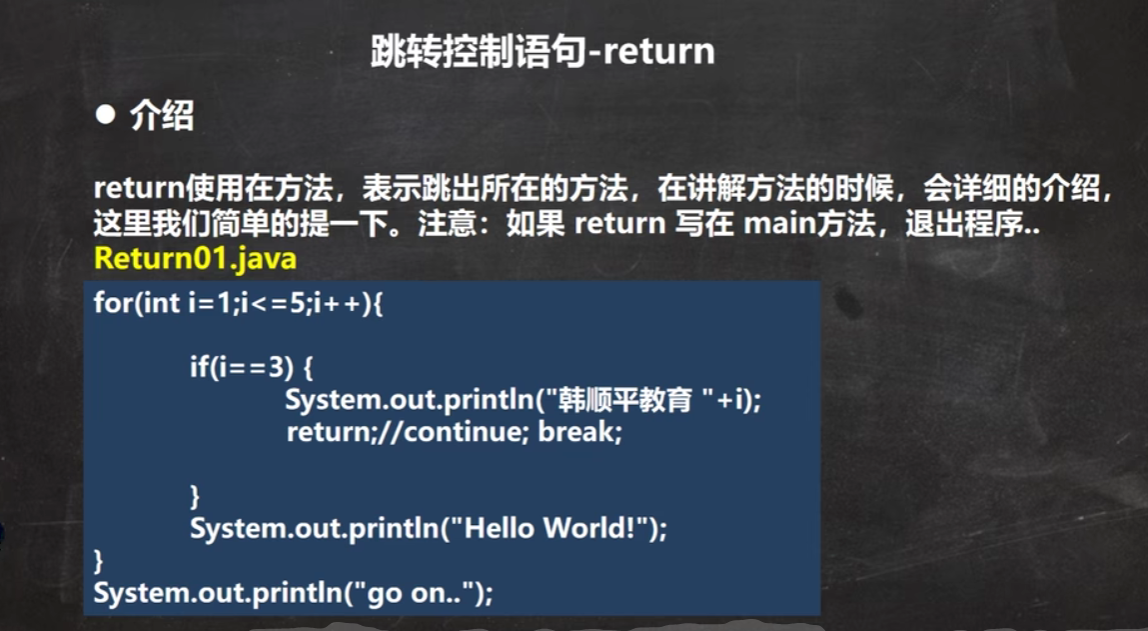 跳转控制语句-return
● 介绍
return使用在方法，表示跳出所在的方法，在讲解方法的时候，会详细的介绍，
这里我们简单的提一下。注意：如果 return 写在 main方法，退出程序..
Return01.java
for(int i=1;i<=5;i++){
if(i==3) {
System.out.println("韩顺平教育 "+i);
return;//continue; break;
}
System.out.println("Hello World!");
}
System.out.println("go on..");